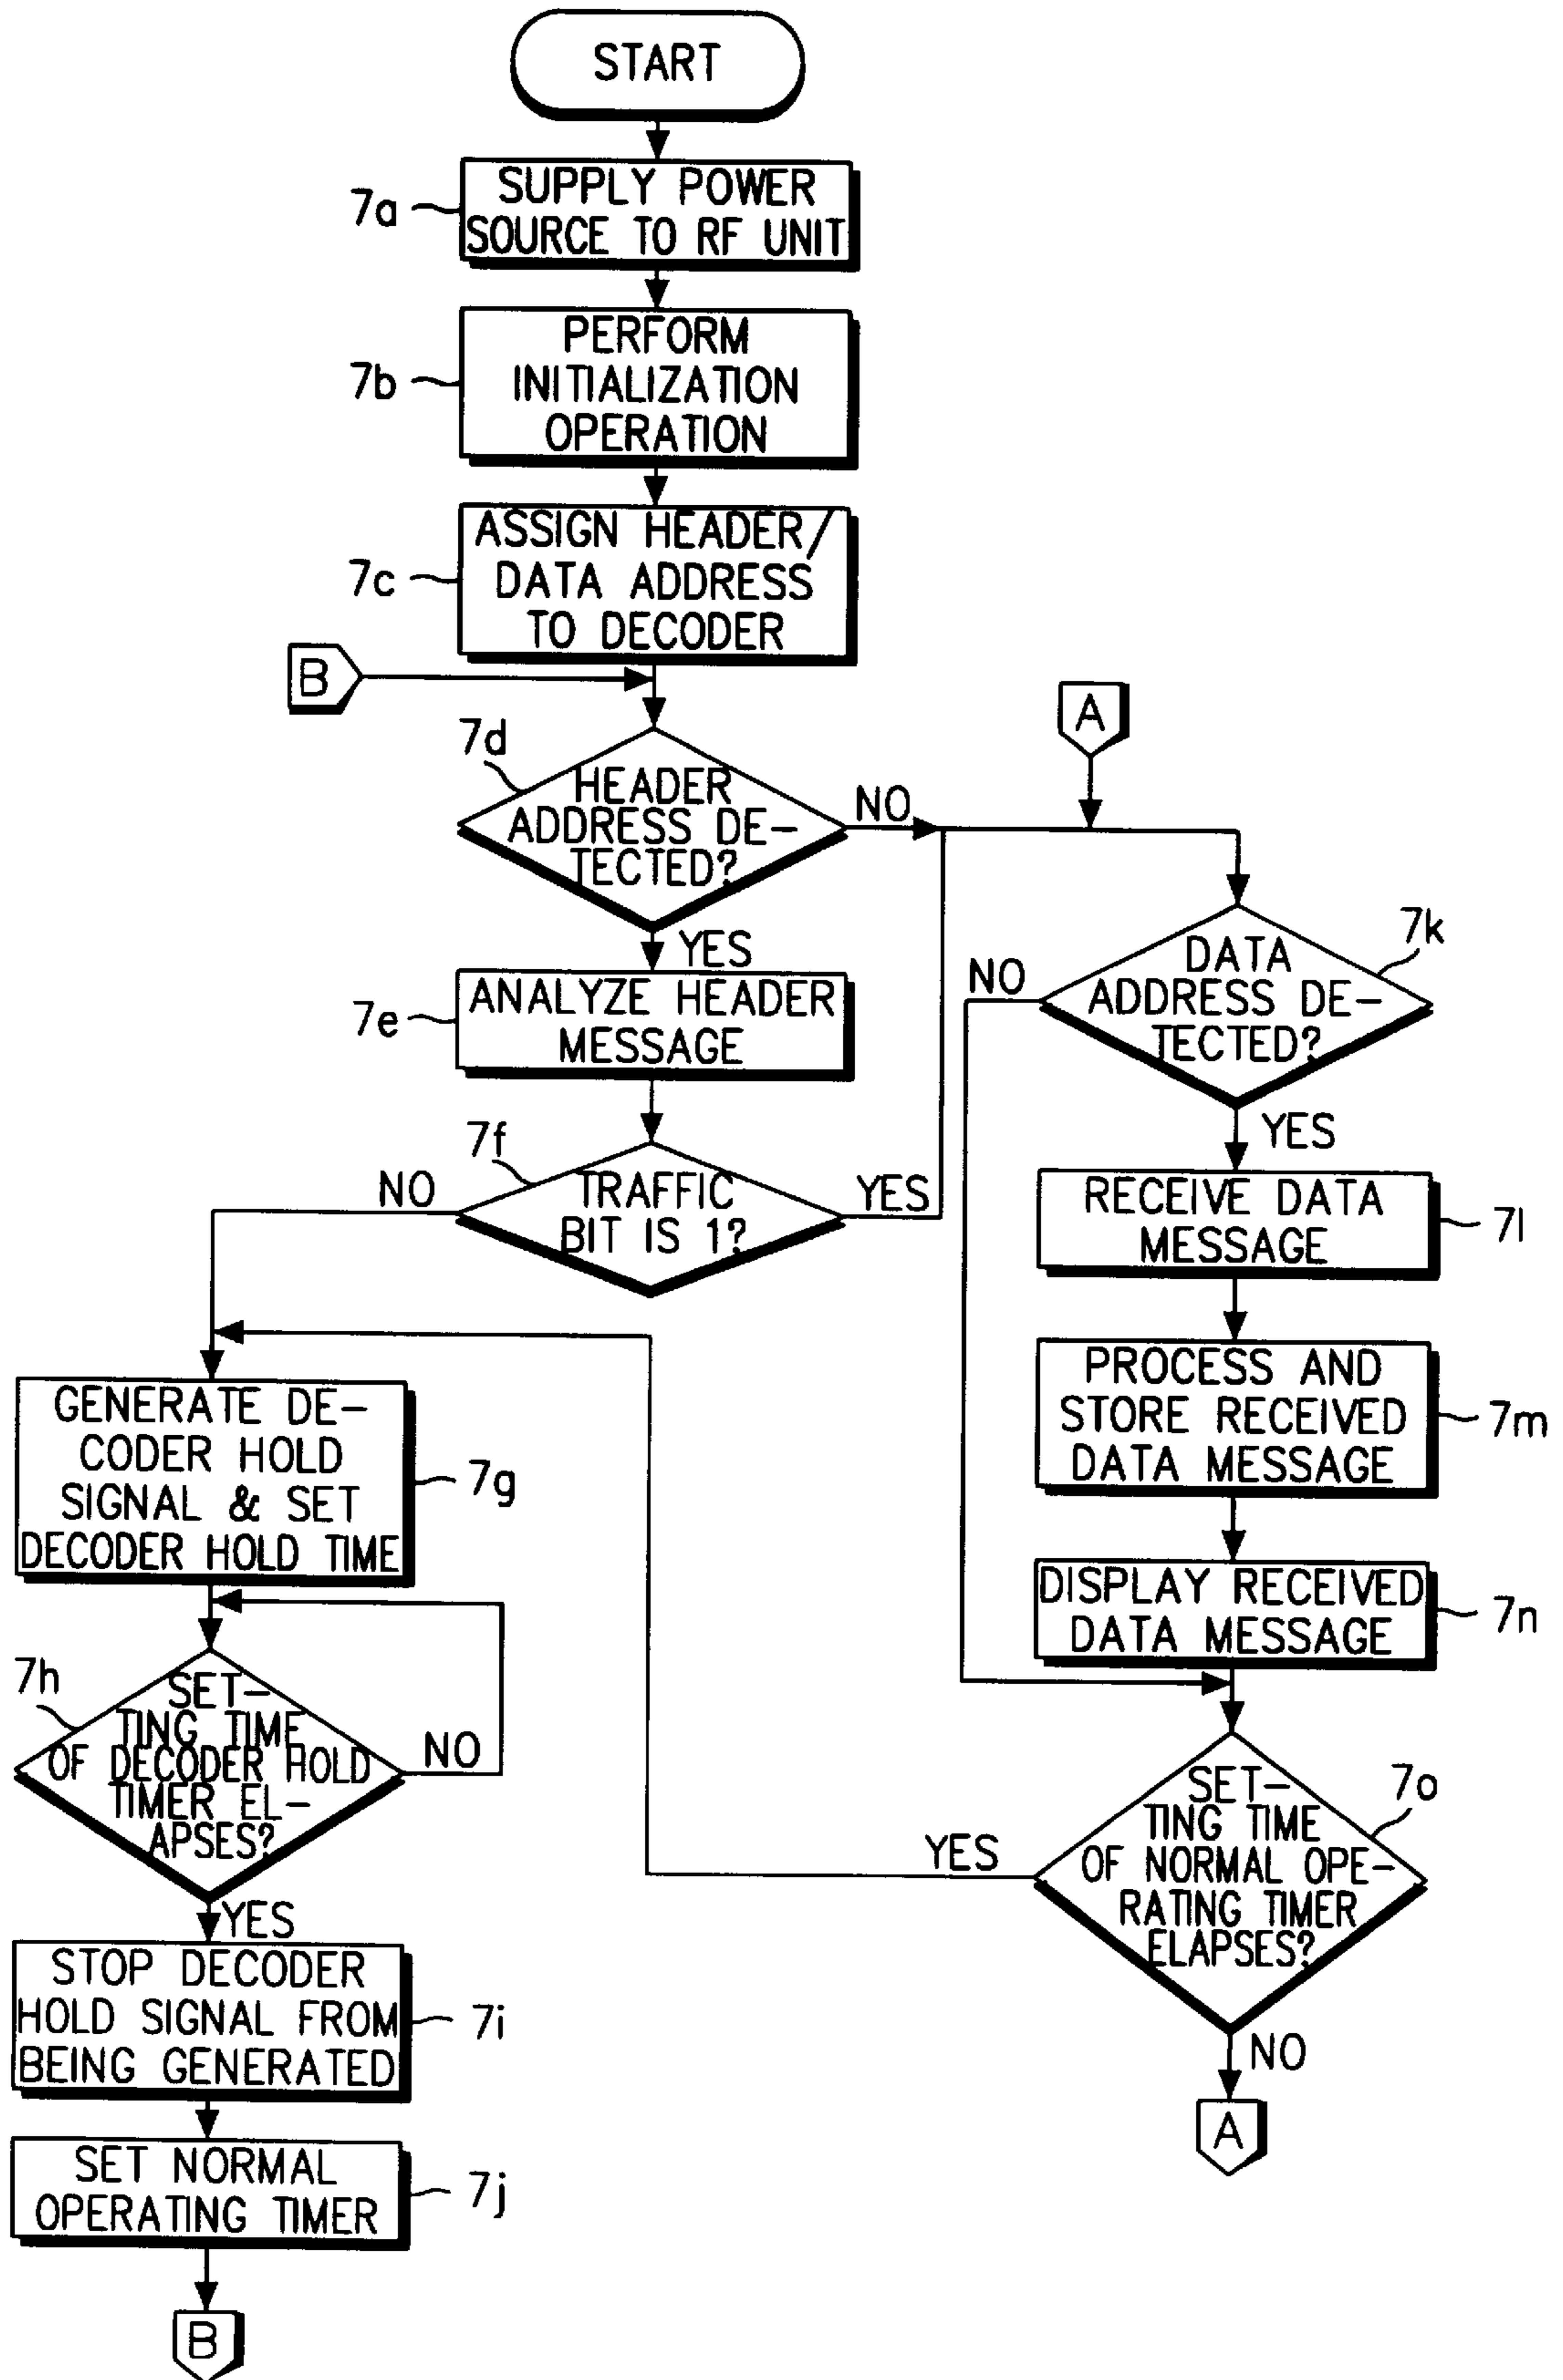 START
7a
SUPPLY POWER
SOURCE TO RF UNIT
7b
PERFORM
INITIALIZATION
OPERATION
7c
ASSIGN HEADER/
DATA ADDRESS
TO DECODER
B
A
7d
HEADER
ADDRESS DE-
TECTED?
NO
YES
7e
ANALYZE HEADER
MESSAGE
7f
TRAFFIC
BIT IS 1?
NO
YES
GENERATE DE-
CODER HOLD
SIGNAL & SET
DECODER HOLD TIME
7g
7h
SET-
TING TIME
OF DECODER HOLD
TIMER EL-
APSES?
NO
YES
STOP DECODER
HOLD SIGNAL FROM
BEING GENERATED
7i
SET NORMAL
OPERATING TIMER
7j
B
7k
DATA
ADDRESS DE-
TECTED?
NO
YES
RECEIVE DATA
MESSAGE
7l
PROCESS AND
STORE RECEIVED
DATA MESSAGE
7m
DISPLAY RECEIVED
DATA MESSAGE
7n
7o
SET-
TING TIME
OF NORMAL OPE-
RATING TIMER
ELAPSES?
YES
NO
A